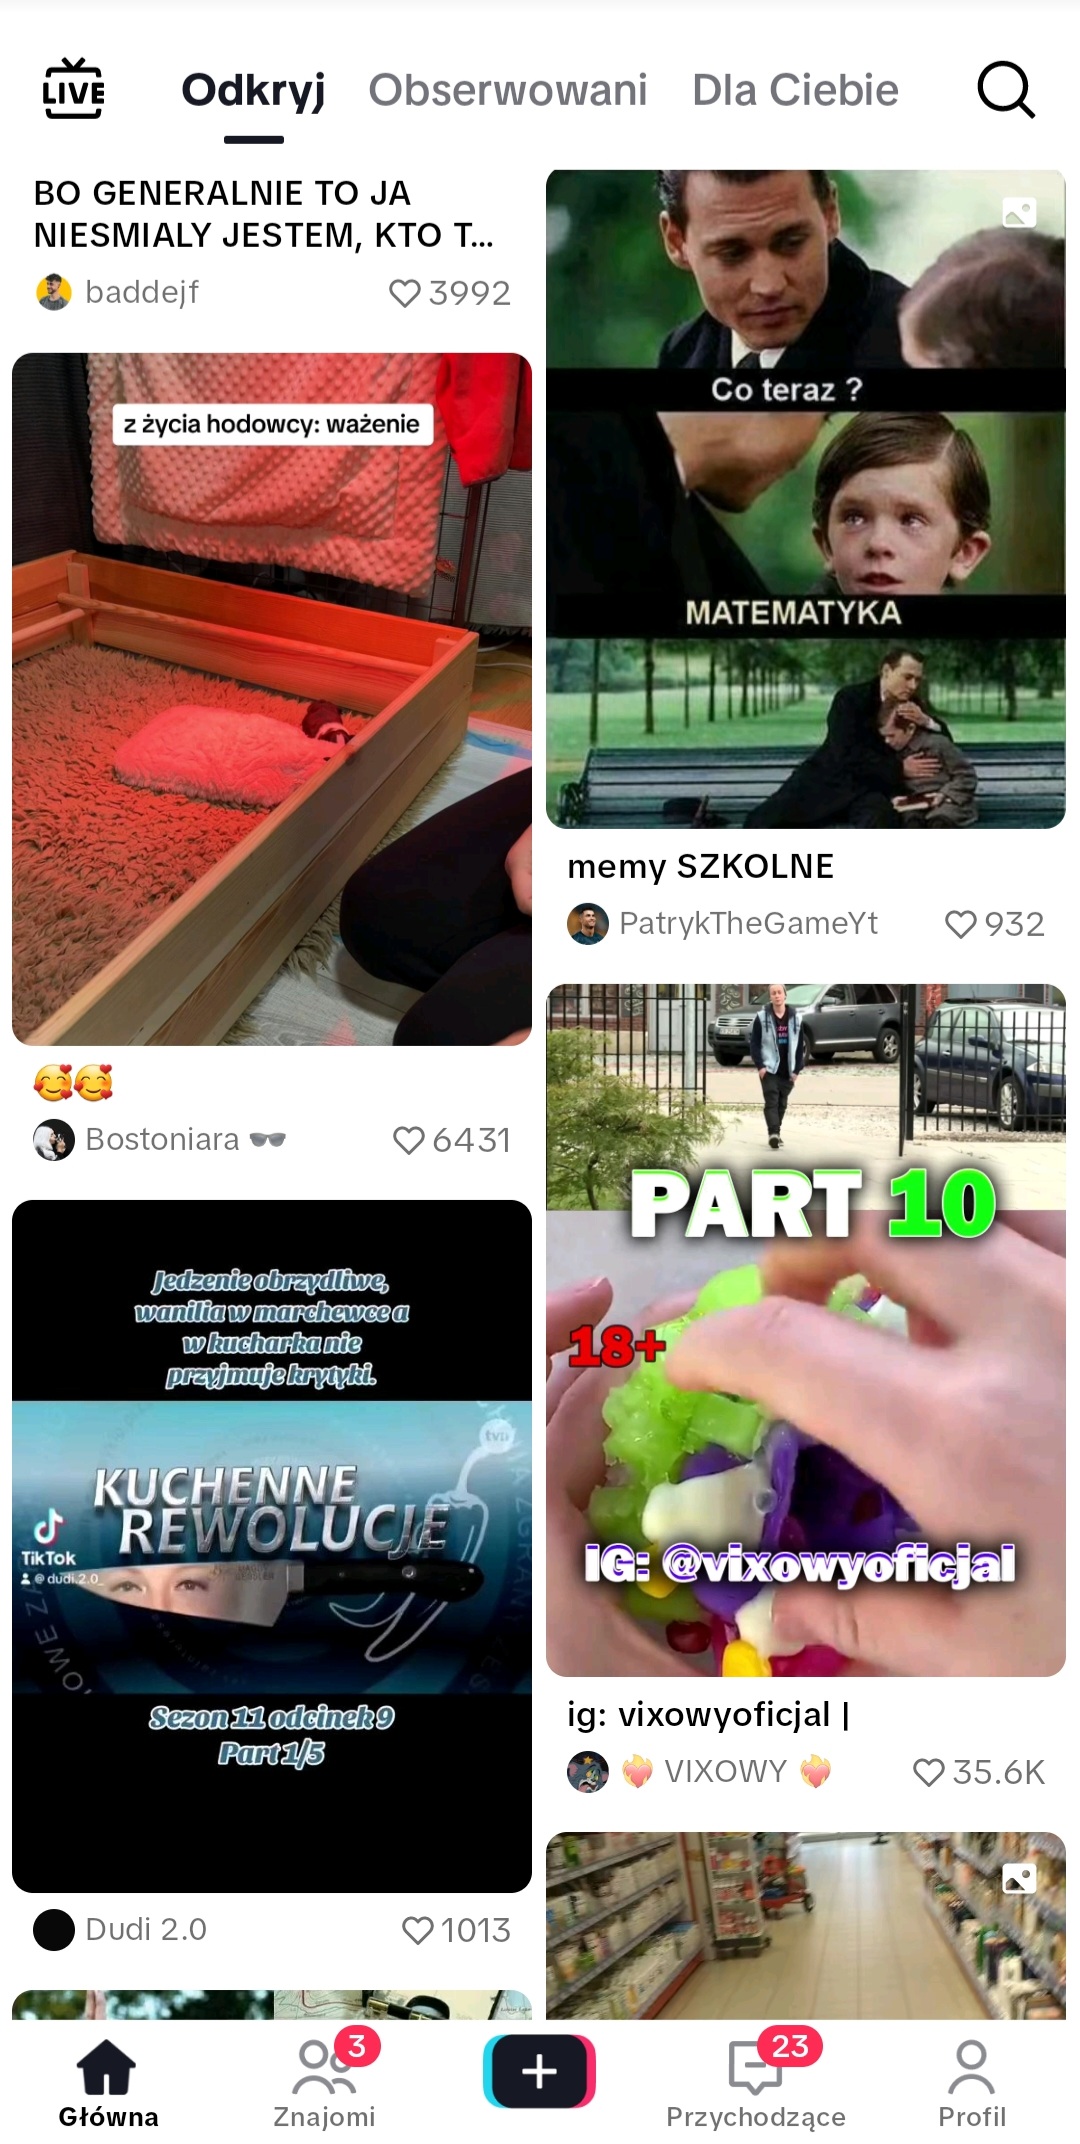 LIVE
Odkryj
Obserwowani
Dla Ciebie
BO GENERALNIE TO JA
NIESMIALY JESTEM, KTO T...
baddejf
3992
z życia hodowcy: ważenie
🥰🥰
Bostoniara 🕶️
6431
Jedzenie obrzydliwe,
wanilia w marchewce a
w kucharka nie
przyjmuje krytyki.
tvn
KUCHENNE
REWOLUCJE
TikTok
@dudi.2.0_
Sezon 11 odcinek 9
Part 1/5
Dudi 2.0
1013
Co teraz ?
MATEMATYKA
memy SZKOLNE
PatrykTheGameYt
932
PART 10
18+
IG: @vixowyoficjal
ig: vixowyoficjal |
❤️‍🔥 VIXOWY ❤️‍🔥
35.6K
Główna
3
Znajomi
23
Przychodzące
Profil